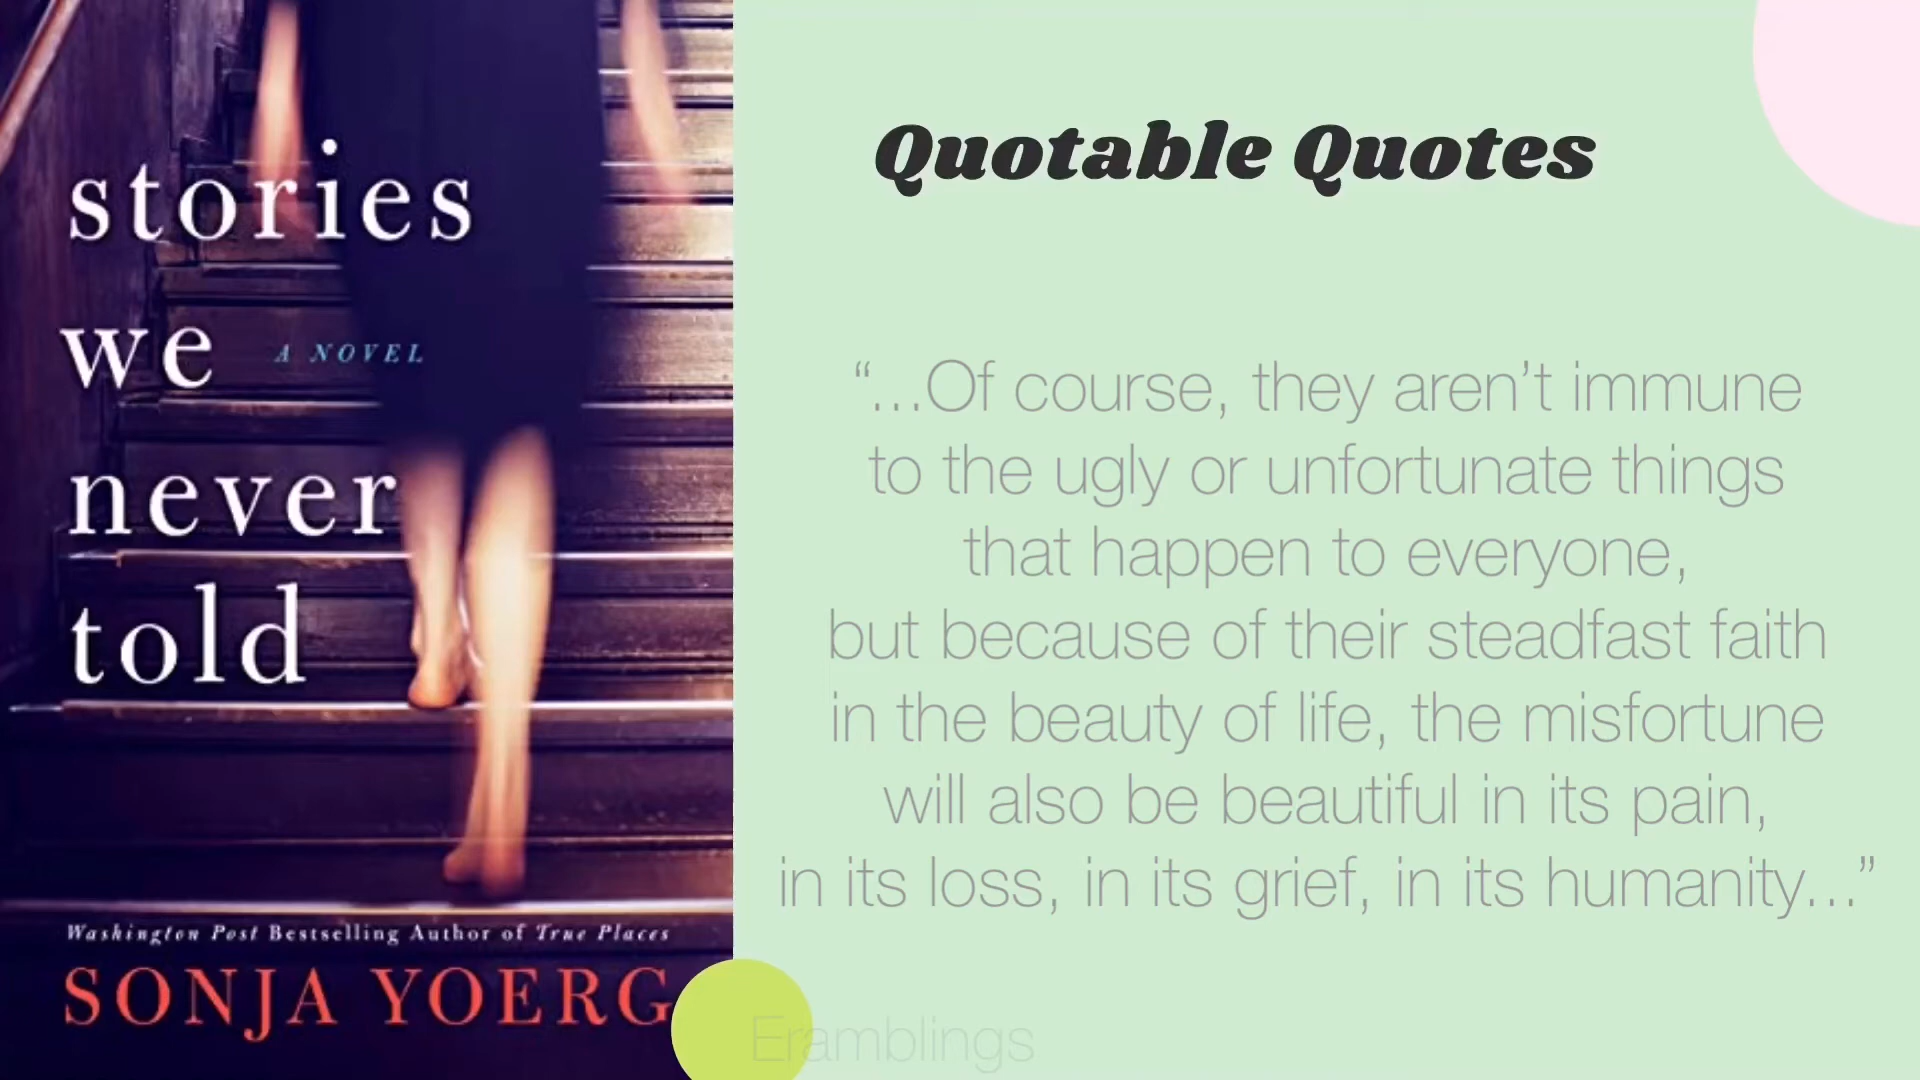 stories
we
A NOVEL
never
told
Washington Post Bestselling Author of True Places
SONJA YOERG
Quotable Quotes
“...Of course, they aren’t immune
to the ugly or unfortunate things
that happen to everyone,
but because of their steadfast faith
in the beauty of life, the misfortune
will also be beautiful in its pain,
in its loss, in its grief, in its humanity...”
Eramblings